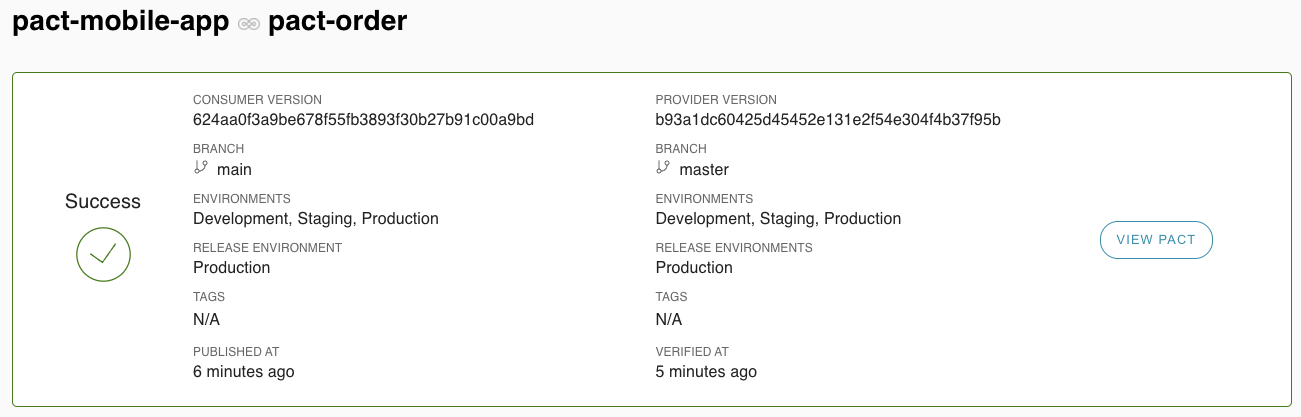 pact-mobile-app pact-order
Success
CONSUMER VERSION
624aa0f3a9be678f55fb3893f30b27b91c00a9bd
BRANCH
main
ENVIRONMENTS
Development, Staging, Production
RELEASE ENVIRONMENT
Production
TAGS
N/A
PUBLISHED AT
6 minutes ago
PROVIDER VERSION
b93a1dc60425d45452e131e2f54e304f4b37f95b
BRANCH
master
ENVIRONMENTS
Development, Staging, Production
RELEASE ENVIRONMENTS
Production
TAGS
N/A
VERIFIED AT
5 minutes ago
VIEW PACT